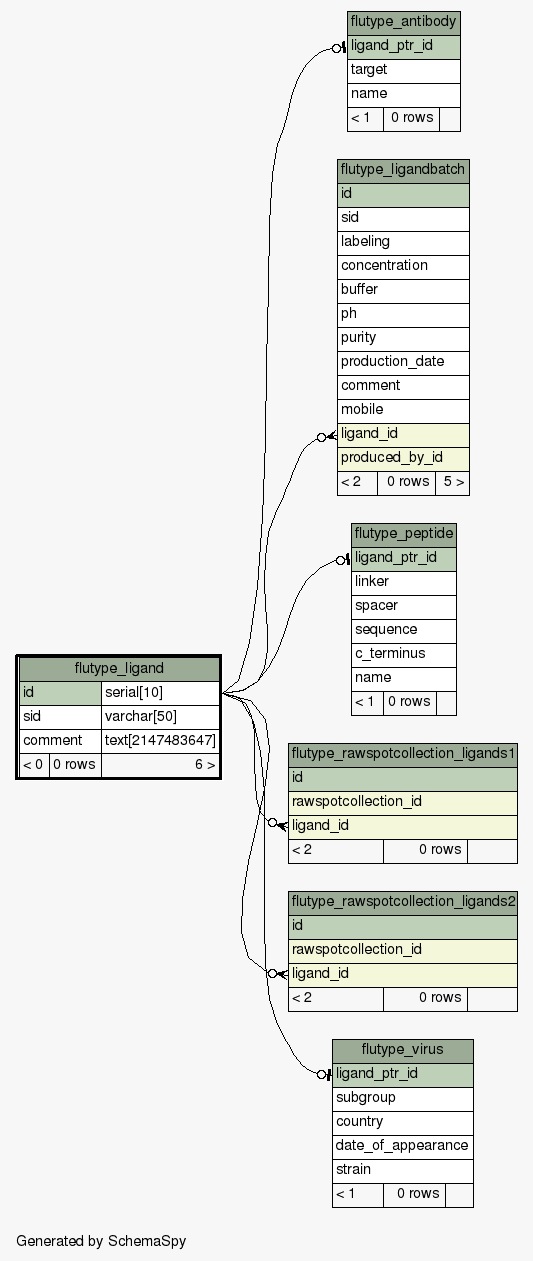 flutype_antibody
ligand_ptr_id
target
name
< 1 0 rows
flutype_ligandbatch
id
sid
labeling
concentration
buffer
ph
purity
production_date
comment
mobile
ligand_id
produced_by_id
< 2 0 rows 5 >
flutype_peptide
ligand_ptr_id
linker
spacer
sequence
c_terminus
name
< 1 0 rows
flutype_ligand
id serial[10]
sid varchar[50]
comment text[2147483647]
< 0 0 rows 6 >
flutype_rawspotcollection_ligands1
id
rawspotcollection_id
ligand_id
< 2 0 rows
flutype_rawspotcollection_ligands2
id
rawspotcollection_id
ligand_id
< 2 0 rows
flutype_virus
ligand_ptr_id
subgroup
country
date_of_appearance
strain
< 1 0 rows
Generated by SchemaSpy